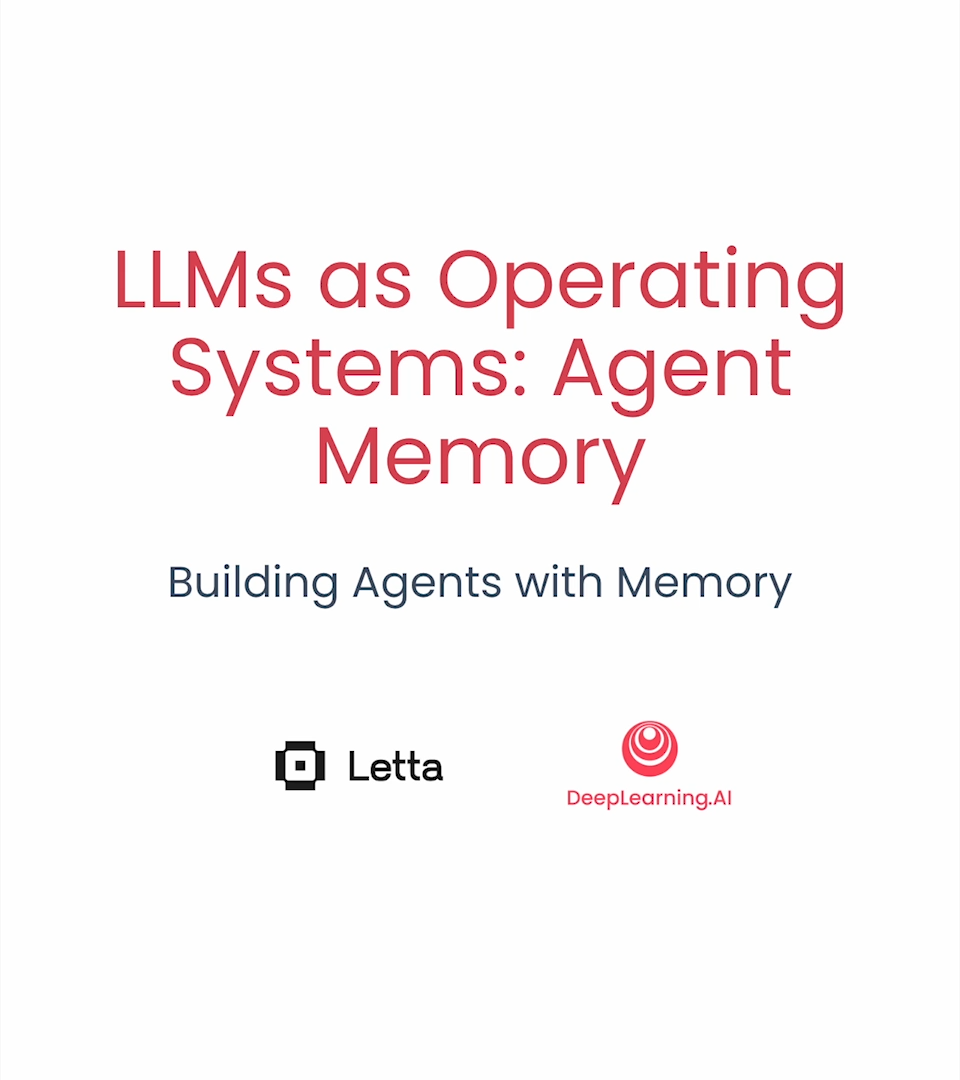 LLMs as Operating
Systems: Agent
Memory
Building Agents with Memory
Letta
DeepLearning.AI